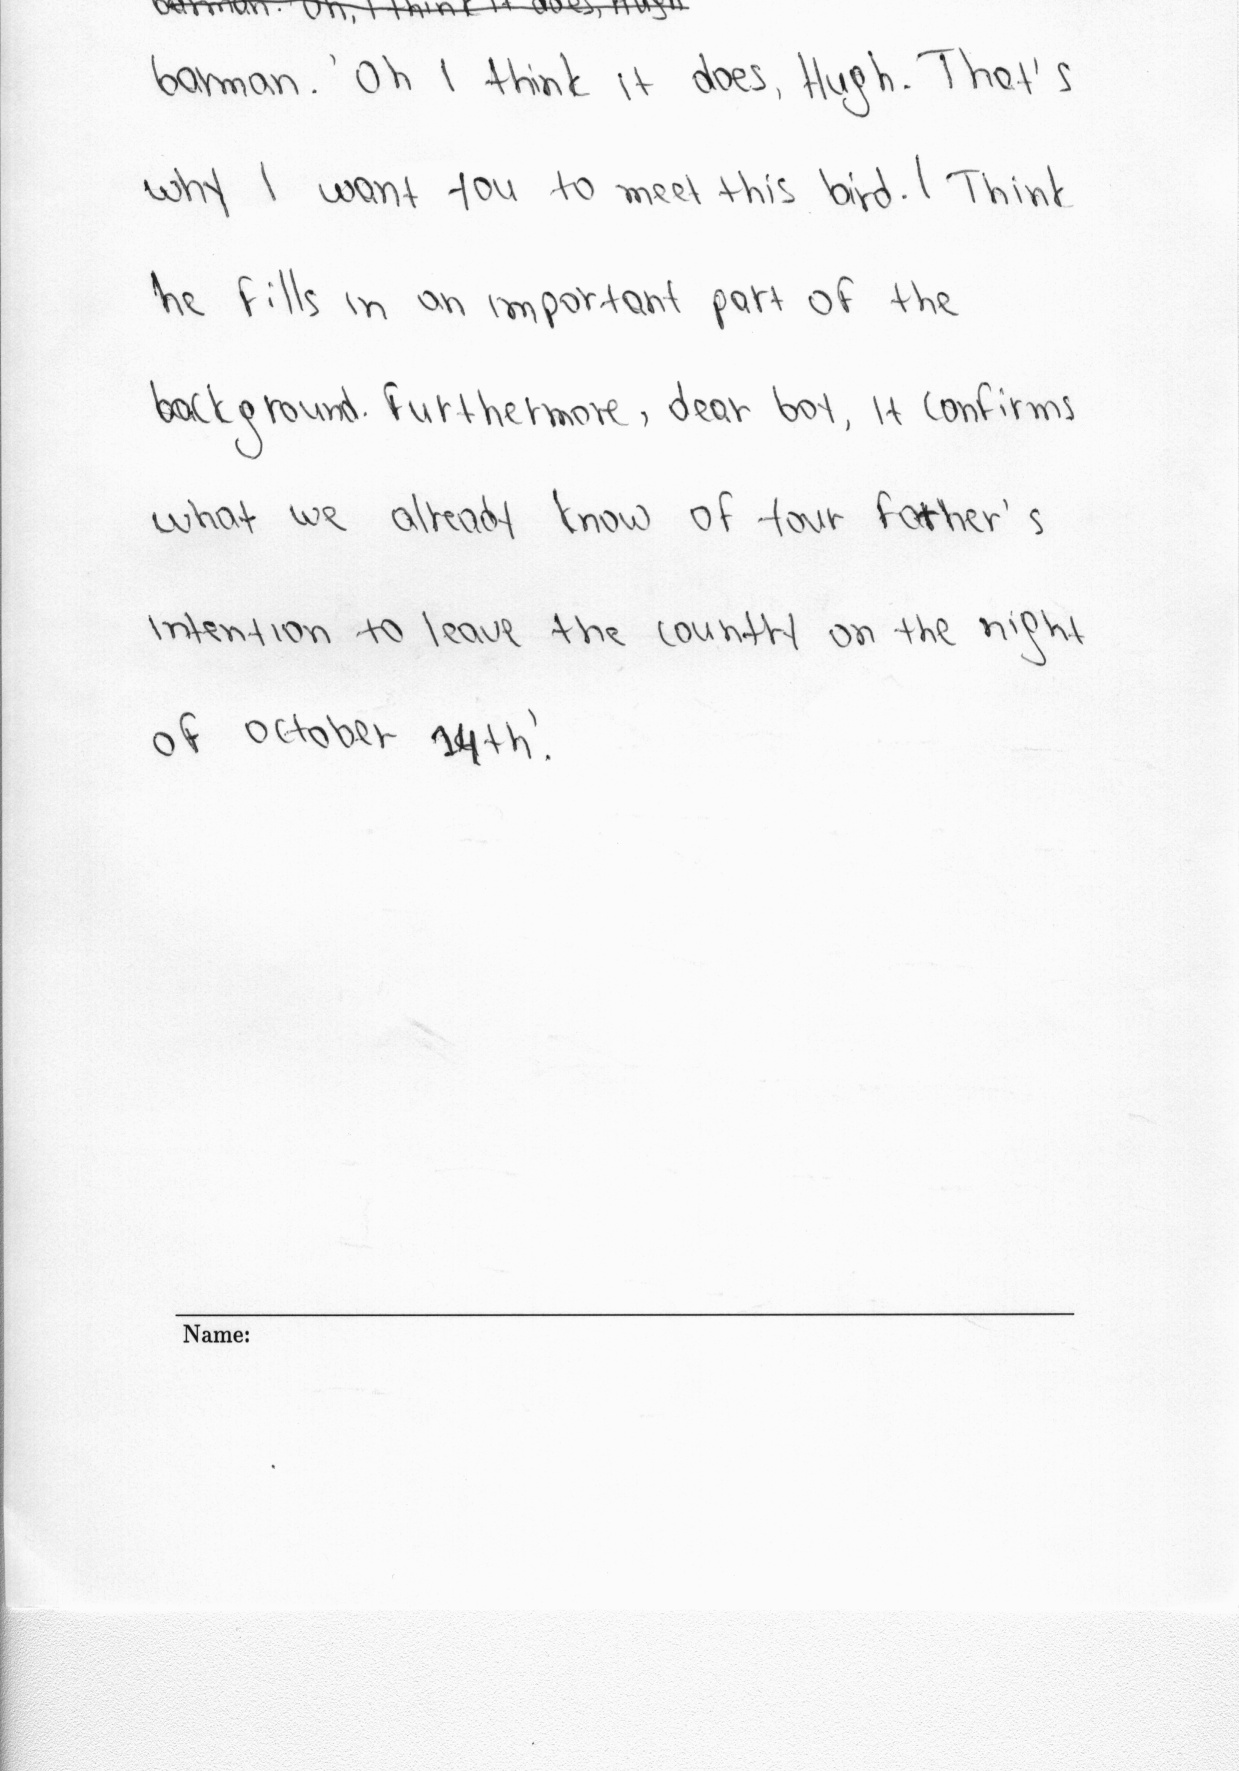 barman. 'Oh, I think it does, Hugh
barman. 'Oh I think it does, Hugh. That's
why I want you to meet this bird. I Think
he fills in an important part of the
background. Furthermore, dear boy, it confirms
what we already know of your father's
intention to leave the country on the night
of October 14th'.
Name: